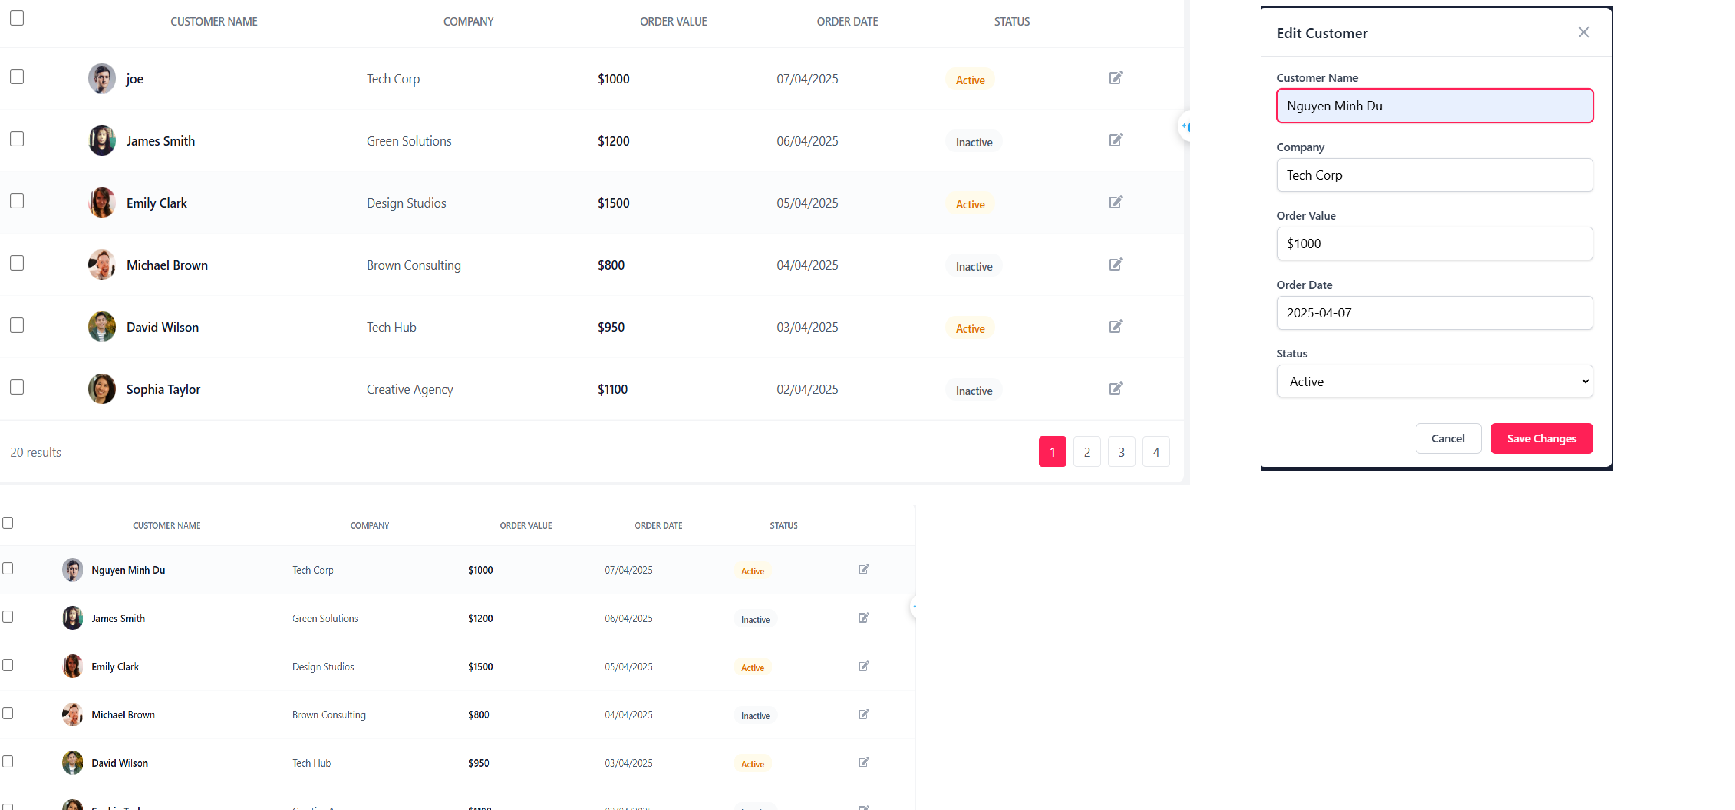 CUSTOMER NAME COMPANY ORDER VALUE ORDER DATE STATUS
joe Tech Corp $1000 07/04/2025 Active
James Smith Green Solutions $1200 06/04/2025 Inactive
Emily Clark Design Studios $1500 05/04/2025 Active
Michael Brown Brown Consulting $800 04/04/2025 Inactive
David Wilson Tech Hub $950 03/04/2025 Active
Sophia Taylor Creative Agency $1100 02/04/2025 Inactive
20 results 1 2 3 4
Edit Customer
Customer Name
Nguyen Minh Du
Company
Tech Corp
Order Value
$1000
Order Date
2025-04-07
Status
Active
Cancel Save Changes
CUSTOMER NAME COMPANY ORDER VALUE ORDER DATE STATUS
Nguyen Minh Du Tech Corp $1000 07/04/2025 Active
James Smith Green Solutions $1200 06/04/2025 Inactive
Emily Clark Design Studios $1500 05/04/2025 Active
Michael Brown Brown Consulting $800 04/04/2025 Inactive
David Wilson Tech Hub $950 03/04/2025 Active